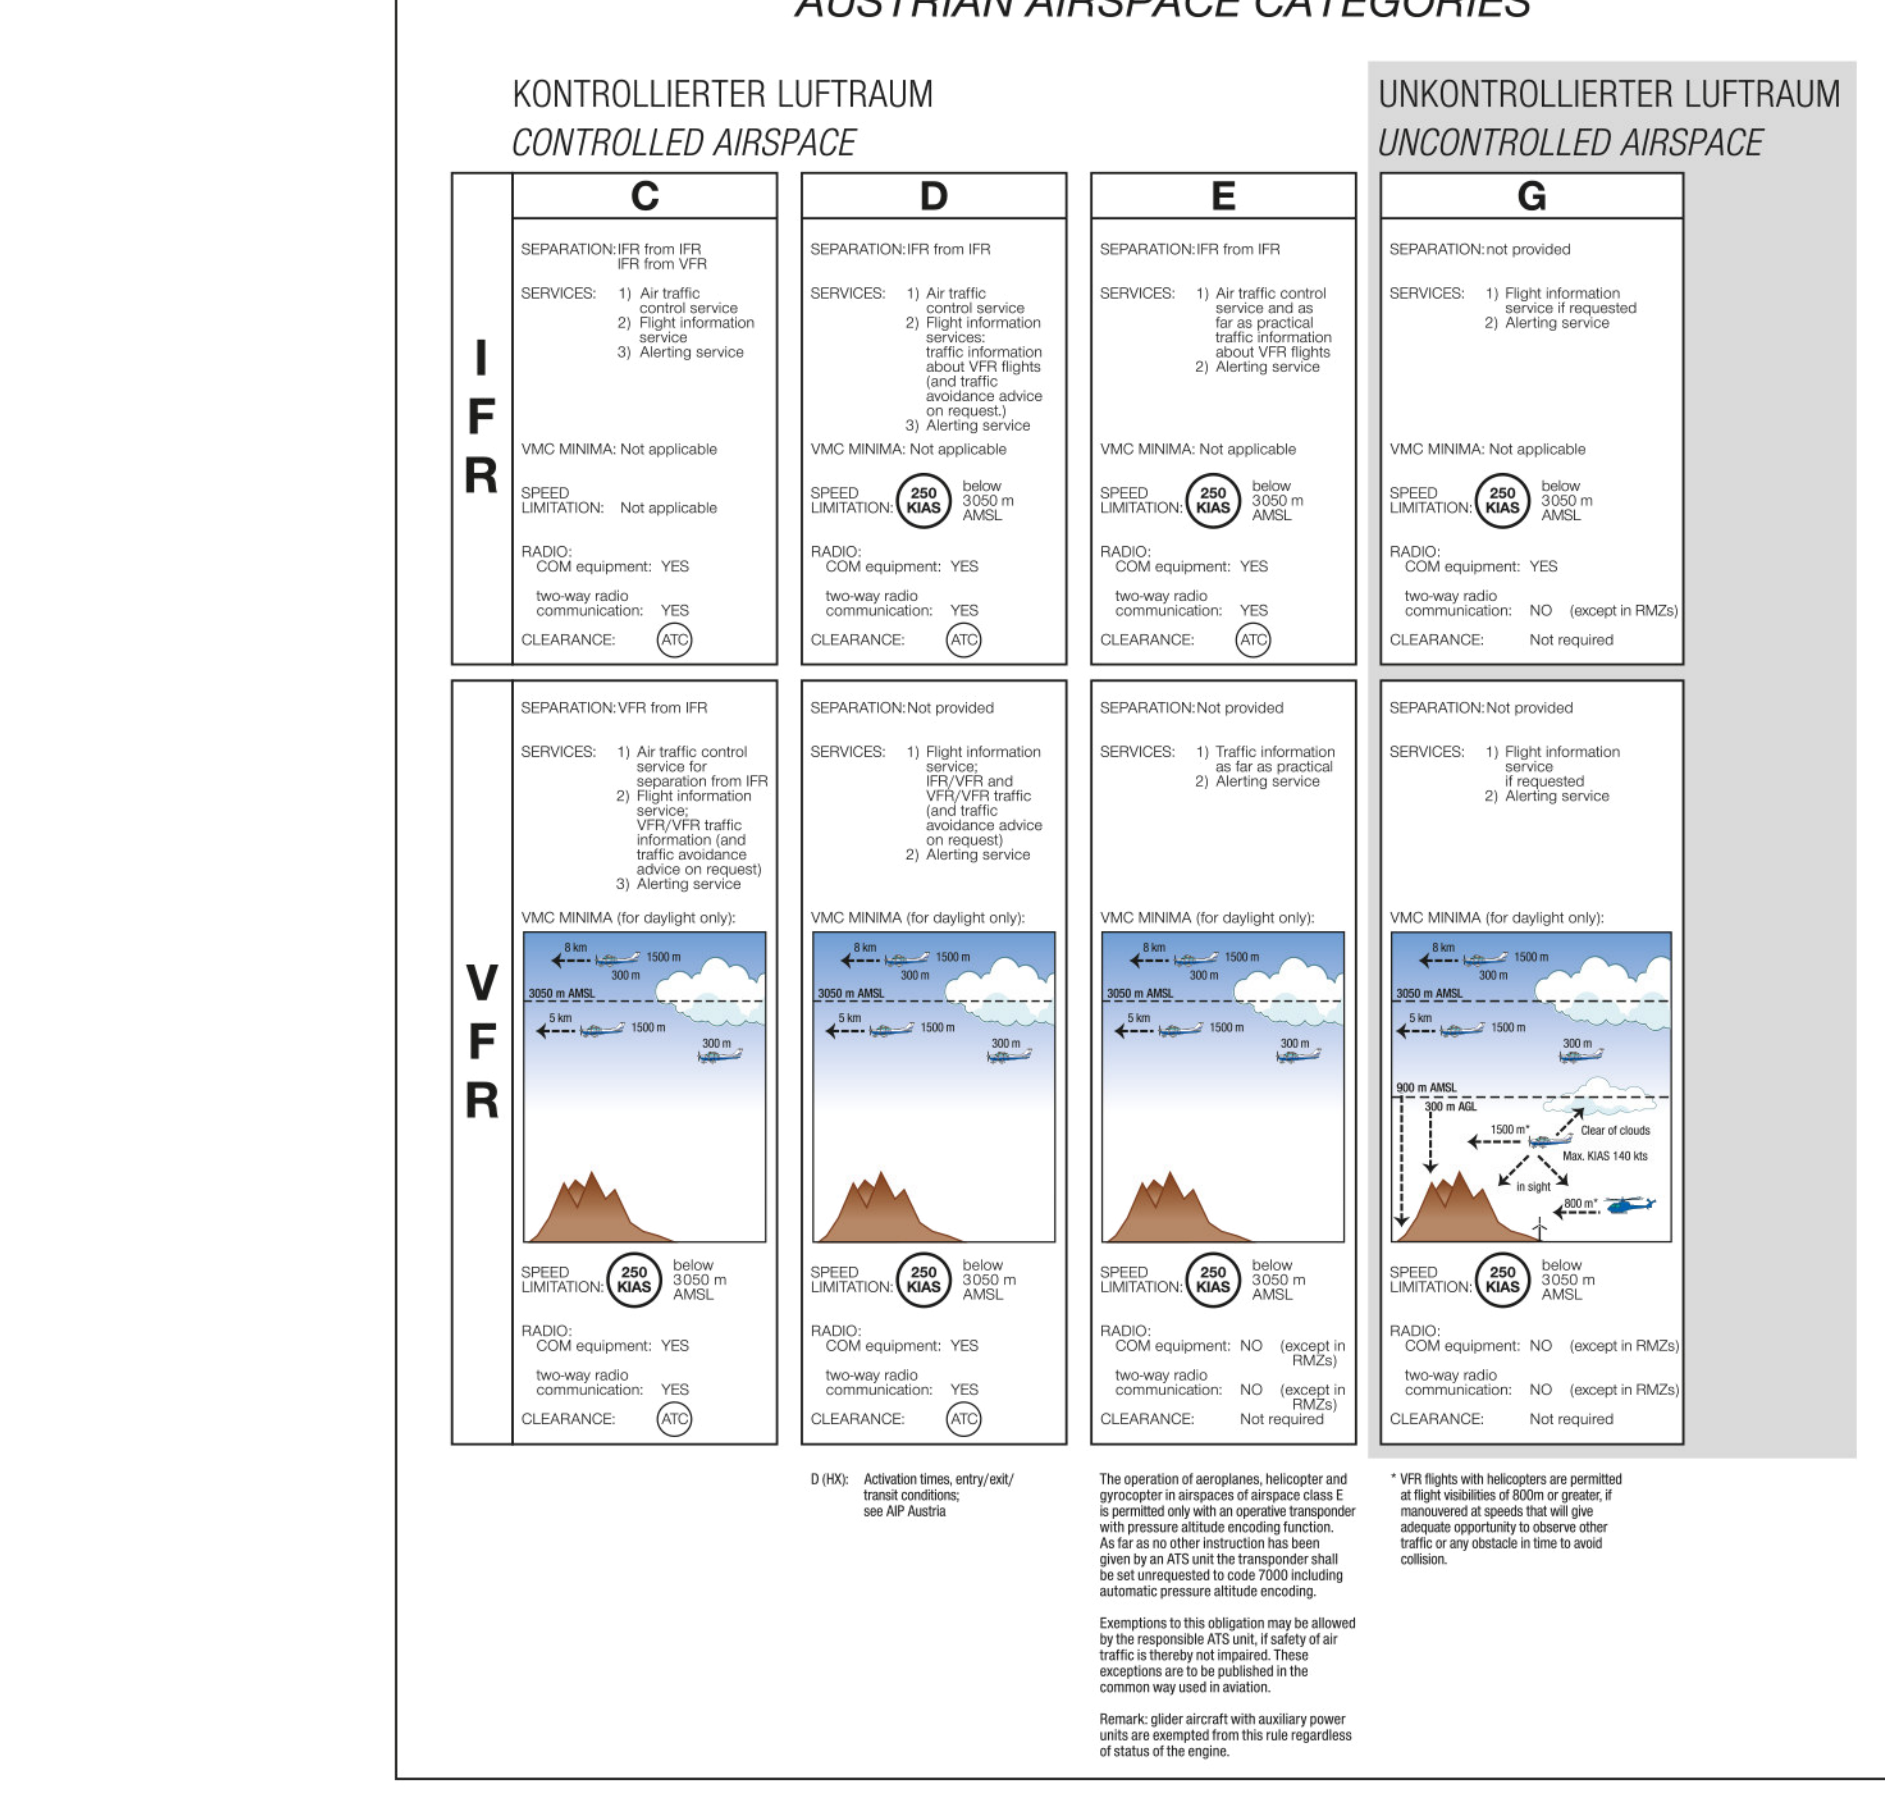 AUSTRIAN AIRSPACE CATEGORIES
KONTROLLIERTER LUFTRAUM
CONTROLLED AIRSPACE
UNKONTROLLIERTER LUFTRAUM
UNCONTROLLED AIRSPACE
I
F
R
C
SEPARATION: IFR from IFR
IFR from VFR
SERVICES: 1) Air traffic
control service
2) Flight information
service
3) Alerting service
VMC MINIMA: Not applicable
SPEED
LIMITATION: Not applicable
RADIO:
COM equipment: YES
two-way radio
communication: YES
CLEARANCE: ATC
D
SEPARATION: IFR from IFR
SERVICES: 1) Air traffic
control service
2) Flight information
services:
traffic information
about VFR flights
(and traffic
avoidance advice
on request.)
3) Alerting service
VMC MINIMA: Not applicable
SPEED
LIMITATION:
250
KIAS
below
3050 m
AMSL
RADIO:
COM equipment: YES
two-way radio
communication: YES
CLEARANCE: ATC
E
SEPARATION: IFR from IFR
SERVICES: 1) Air traffic control
service and as
far as practical
traffic information
about VFR flights
2) Alerting service
VMC MINIMA: Not applicable
SPEED
LIMITATION:
250
KIAS
below
3050 m
AMSL
RADIO:
COM equipment: YES
two-way radio
communication: YES
CLEARANCE: ATC
G
SEPARATION: not provided
SERVICES: 1) Flight information
service if requested
2) Alerting service
VMC MINIMA: Not applicable
SPEED
LIMITATION:
250
KIAS
below
3050 m
AMSL
RADIO:
COM equipment: YES
two-way radio
communication: NO (except in RMZs)
CLEARANCE: Not required
V
F
R
SEPARATION: VFR from IFR
SERVICES: 1) Air traffic control
service for
separation from IFR
2) Flight information
service;
VFR/VFR traffic
information (and
traffic avoidance
advice on request)
3) Alerting service
VMC MINIMA (for daylight only):
8 km
1500 m
300 m
3050 m AMSL
5 km
1500 m
300 m
SPEED
LIMITATION:
250
KIAS
below
3050 m
AMSL
RADIO:
COM equipment: YES
two-way radio
communication: YES
CLEARANCE: ATC
SEPARATION: Not provided
SERVICES: 1) Flight information
service;
IFR/VFR and
VFR/VFR traffic
(and traffic
avoidance advice
on request)
2) Alerting service
VMC MINIMA (for daylight only):
8 km
1500 m
300 m
3050 m AMSL
5 km
1500 m
300 m
SPEED
LIMITATION:
250
KIAS
below
3050 m
AMSL
RADIO:
COM equipment: YES
two-way radio
communication: YES
CLEARANCE: ATC
SEPARATION: Not provided
SERVICES: 1) Traffic information
as far as practical
2) Alerting service
VMC MINIMA (for daylight only):
8 km
1500 m
300 m
3050 m AMSL
5 km
1500 m
300 m
SPEED
LIMITATION:
250
KIAS
below
3050 m
AMSL
RADIO:
COM equipment: NO (except in
RMZs)
two-way radio
communication: NO (except in
RMZs)
CLEARANCE: Not required
SEPARATION: Not provided
SERVICES: 1) Flight information
service
if requested
2) Alerting service
VMC MINIMA (for daylight only):
8 km
1500 m
300 m
3050 m AMSL
5 km
1500 m
300 m
900 m AMSL
300 m AGL
1500 m*
Clear of clouds
Max. KIAS 140 kts
in sight
800 m*
SPEED
LIMITATION:
250
KIAS
below
3050 m
AMSL
RADIO:
COM equipment: NO (except in RMZs)
two-way radio
communication: NO (except in RMZs)
CLEARANCE: Not required
D (HX): Activation times, entry/exit/
transit conditions;
see AIP Austria
The operation of aeroplanes, helicopter and
gyrocopter in airspaces of airspace class E
is permitted only with an operative transponder
with pressure altitude encoding function.
As far as no other instruction has been
given by an ATS unit the transponder shall
be set unrequested to code 7000 including
automatic pressure altitude encoding.
Exemptions to this obligation may be allowed
by the responsible ATS unit, if safety of air
traffic is thereby not impaired. These
exceptions are to be published in the
common way used in aviation.
Remark: glider aircraft with auxiliary power
units are exempted from this rule regardless
of status of the engine.
* VFR flights with helicopters are permitted
at flight visibilities of 800m or greater, if
manouvered at speeds that will give
adequate opportunity to observe other
traffic or any obstacle in time to avoid
collision.